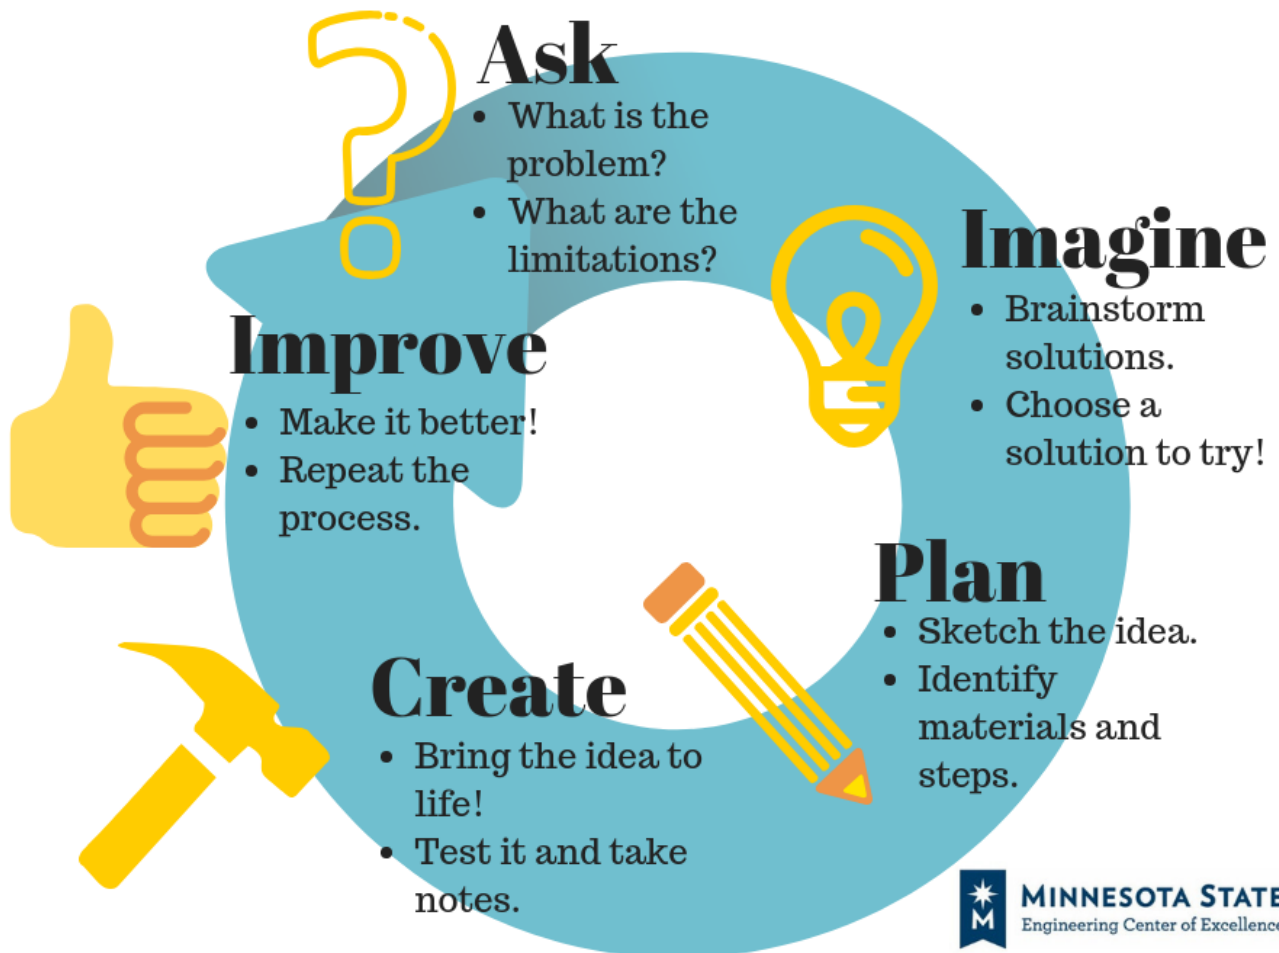 Ask
• What is the
problem?
• What are the
limitations?
Imagine
• Brainstorm
solutions.
• Choose a
solution to try!
Plan
• Sketch the idea.
• Identify
materials and
steps.
Create
• Bring the idea to
life!
• Test it and take
notes.
Improve
• Make it better!
• Repeat the
process.
M
MINNESOTA STATE
Engineering Center of Excellence